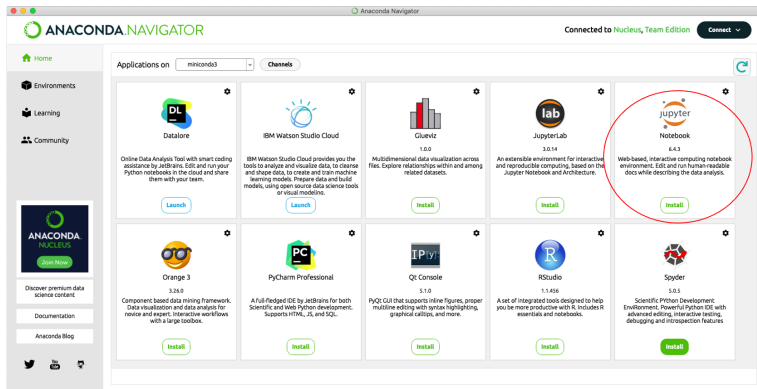 Anaconda Navigator
ANACONDA.NAVIGATOR
Connected to Nucleus, Team Edition
Connect
Home
Environments
Learning
Community
ANACONDA.
NUCLEUS
Join Now
Discover premium data
science content
Documentation
Anaconda Blog
You
Tube
Applications on
miniconda3
Channels
DL
Datalore
Online Data Analysis Tool with smart coding
assistance by JetBrains. Edit and run your
Python notebooks in the cloud and share
them with your team.
Launch
IBM Watson Studio Cloud
IBM Watson Studio Cloud provides you the
tools to analyze and visualize data, to cleanse
and shape data, to create and train machine
learning models. Prepare data and build
models, using open source data science tools
or visual modeling.
Launch
Glueviz
1.0.0
Multidimensional data visualization across
files. Explore relationships within and among
related datasets.
Install
lab
JupyterLab
3.0.14
An extensible environment for interactive
and reproducible computing, based on the
Jupyter Notebook and Architecture.
Install
jupyter
Notebook
6.4.3
Web-based, interactive computing notebook
environment. Edit and run human-readable
docs while describing the data analysis.
Install
Orange 3
3.26.0
Component based data mining framework.
Data visualization and data analysis for
novice and expert. Interactive workflows
with a large toolbox.
Install
PC
PyCharm Professional
A full-fledged IDE by JetBrains for both
Scientific and Web Python development.
Supports HTML, JS, and SQL.
Install
IP[y]:
Qt Console
5.1.0
PyQt GUI that supports inline figures, proper
multiline editing with syntax highlighting,
graphical calltips, and more.
Install
R
RStudio
1.1.456
A set of integrated tools designed to help
you be more productive with R. Includes R
essentials and notebooks.
Install
Spyder
5.0.5
Scientific PYthon Development
EnviRonment. Powerful Python IDE with
advanced editing, interactive testing,
debugging and introspection features
Install